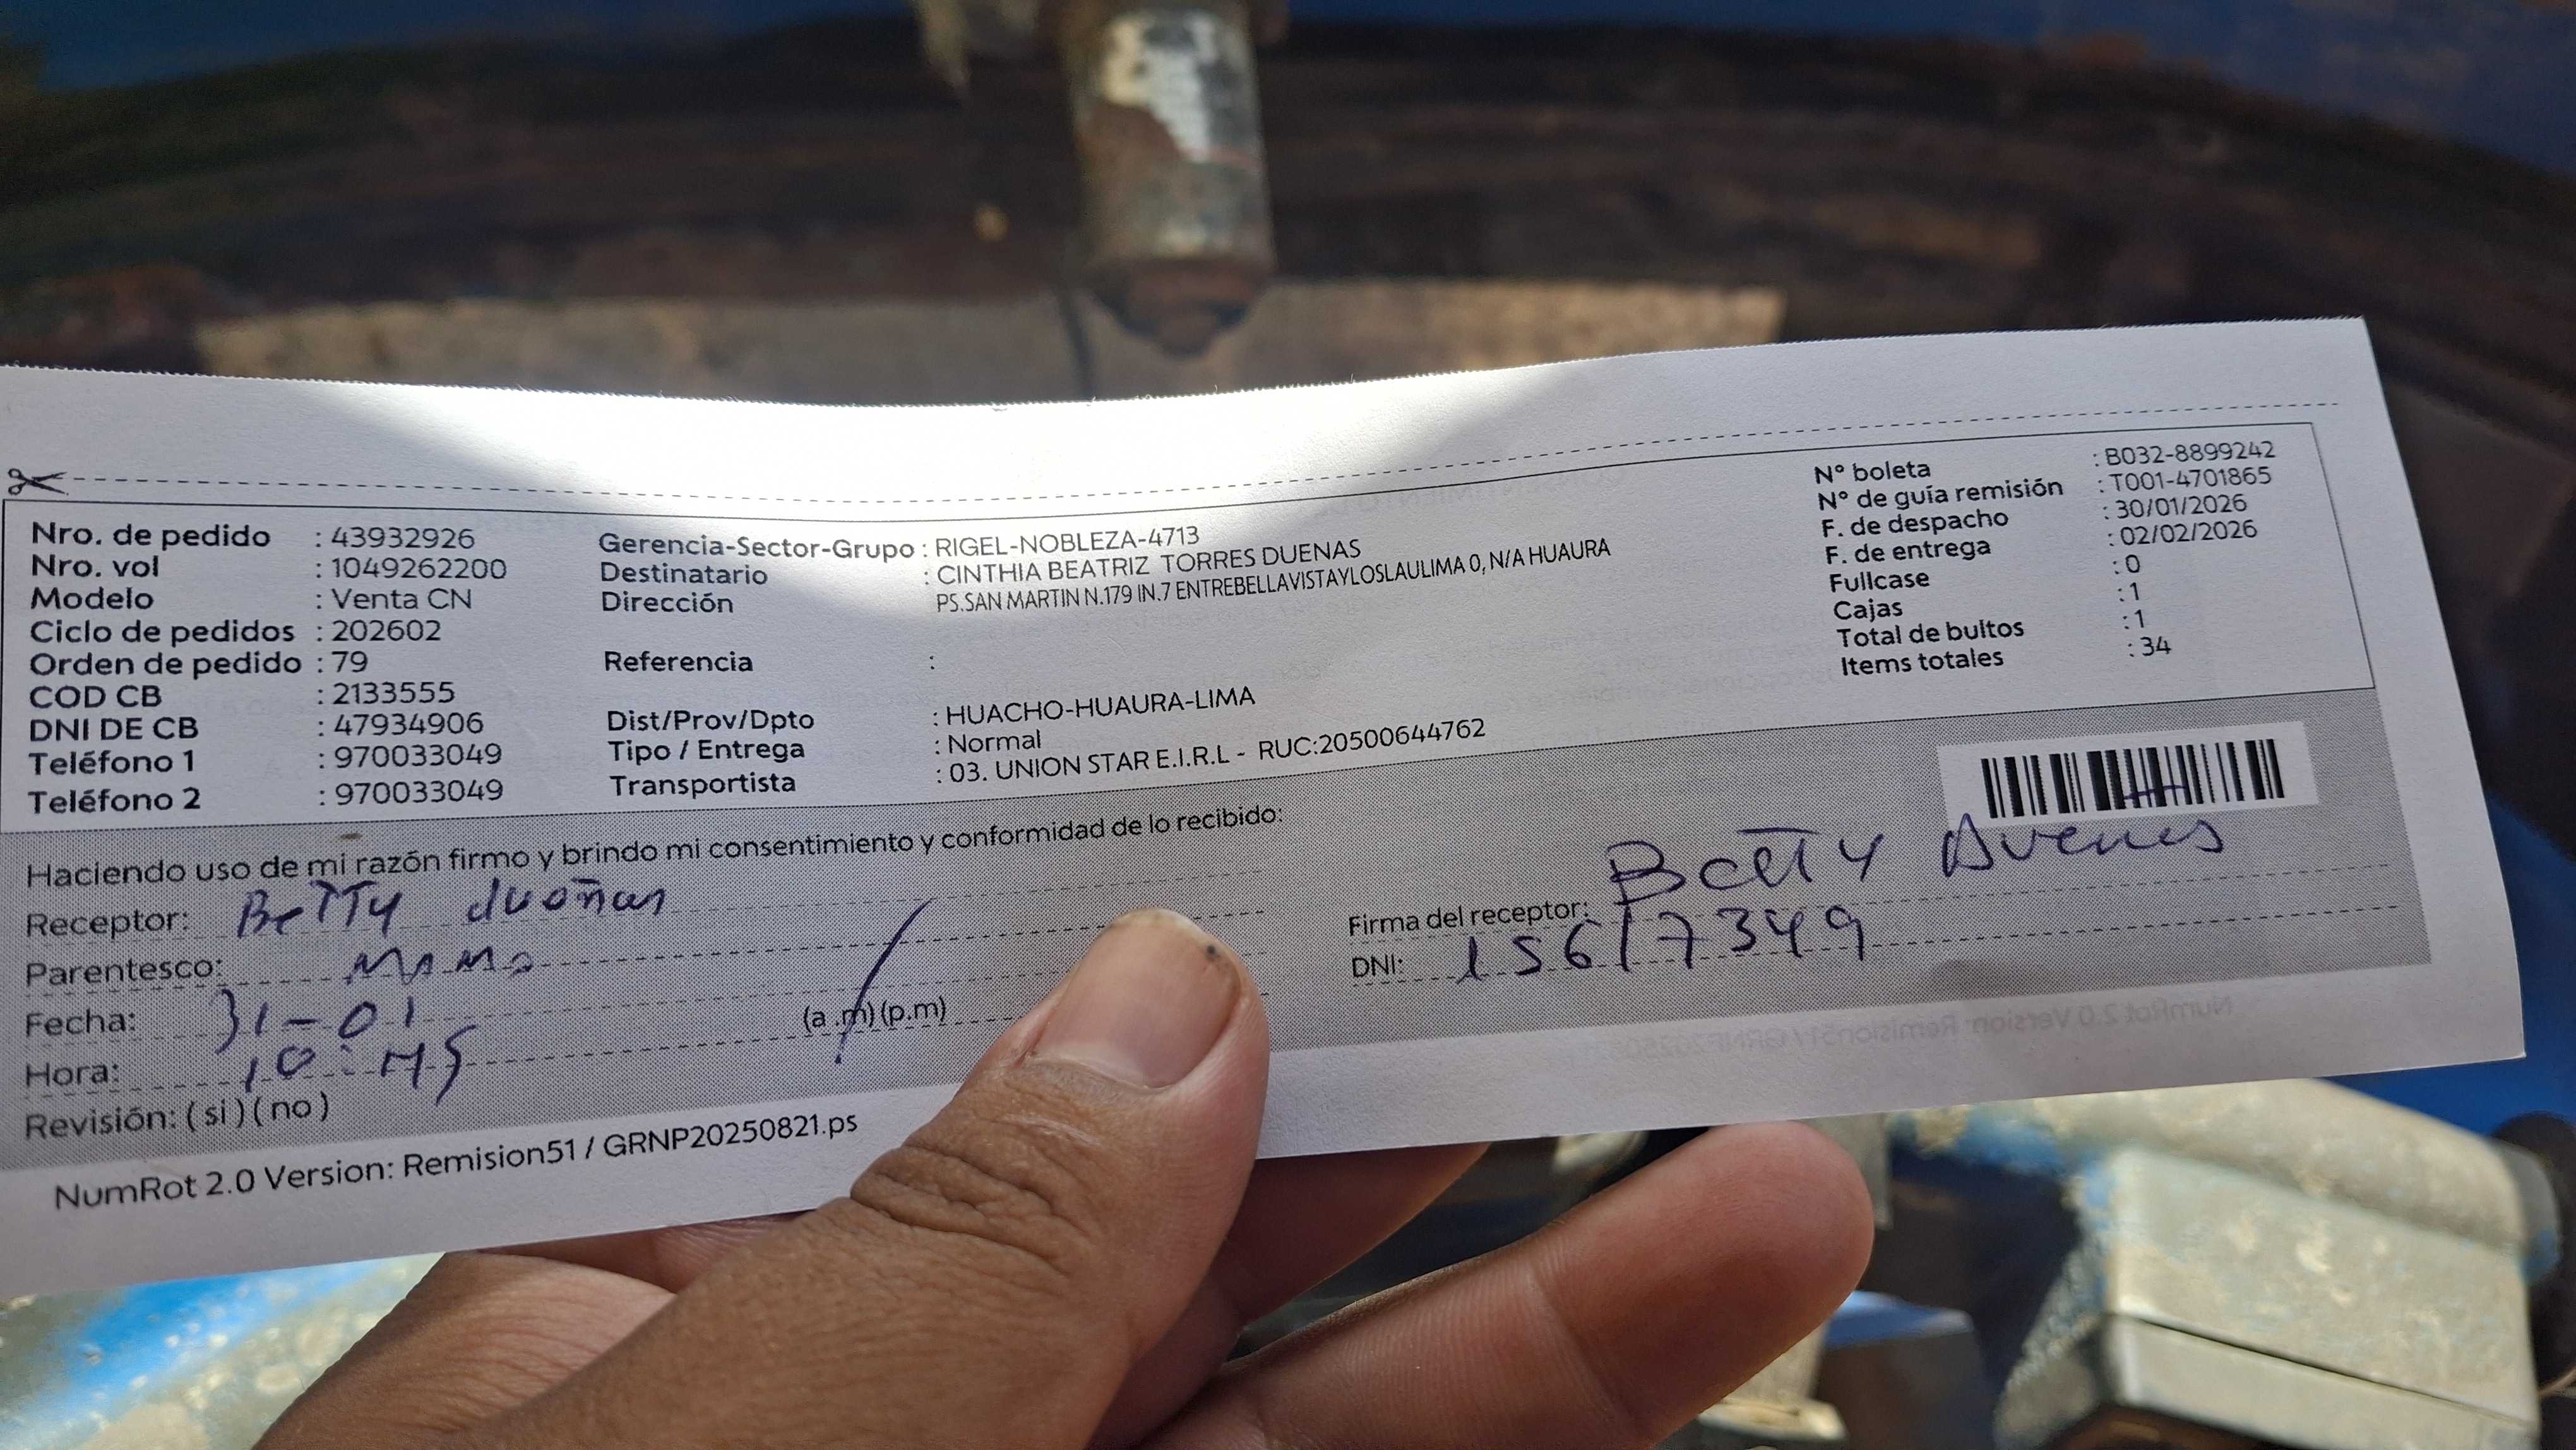 Nro. de pedido : 43932926
Nro. vol : 1049262200
Modelo : Venta CN
Ciclo de pedidos : 202602
Orden de pedido : 79
COD CB : 2133555
DNI DE CB : 47934906
Teléfono 1 : 970033049
Teléfono 2 : 970033049
Gerencia-Sector-Grupo : RIGEL-NOBLEZA-4713
Destinatario : CINTHIA BEATRIZ TORRES DUENAS
Dirección PS.SAN MARTIN N.179 IN.7 ENTREBELLAVISTAYLOSLAULIMA 0, N/A HUAURA
Referencia :
Dist/Prov/Dpto : HUACHO-HUAURA-LIMA
Tipo / Entrega : Normal
Transportista : 03. UNION STAR E.I.R.L - RUC:20500644762
N° boleta : B032-8899242
N° de guía remisión : T001-4701865
F. de despacho : 30/01/2026
F. de entrega : 02/02/2026
Fullcase : 0
Cajas : 1
Total de bultos : 1
Items totales : 34
Haciendo uso de mi razón firmo y brindo mi consentimiento y conformidad de lo recibido:
Receptor: Betty dueñas
Parentesco: mama
Fecha: 31-01
Hora: 10:45 (a.m)(p.m)
Revisión: (si)(no)
Firma del receptor: Betty Duenas
DNI: 15617349
NumRot 2.0 Version: Remision51 / GRNP20250821.ps